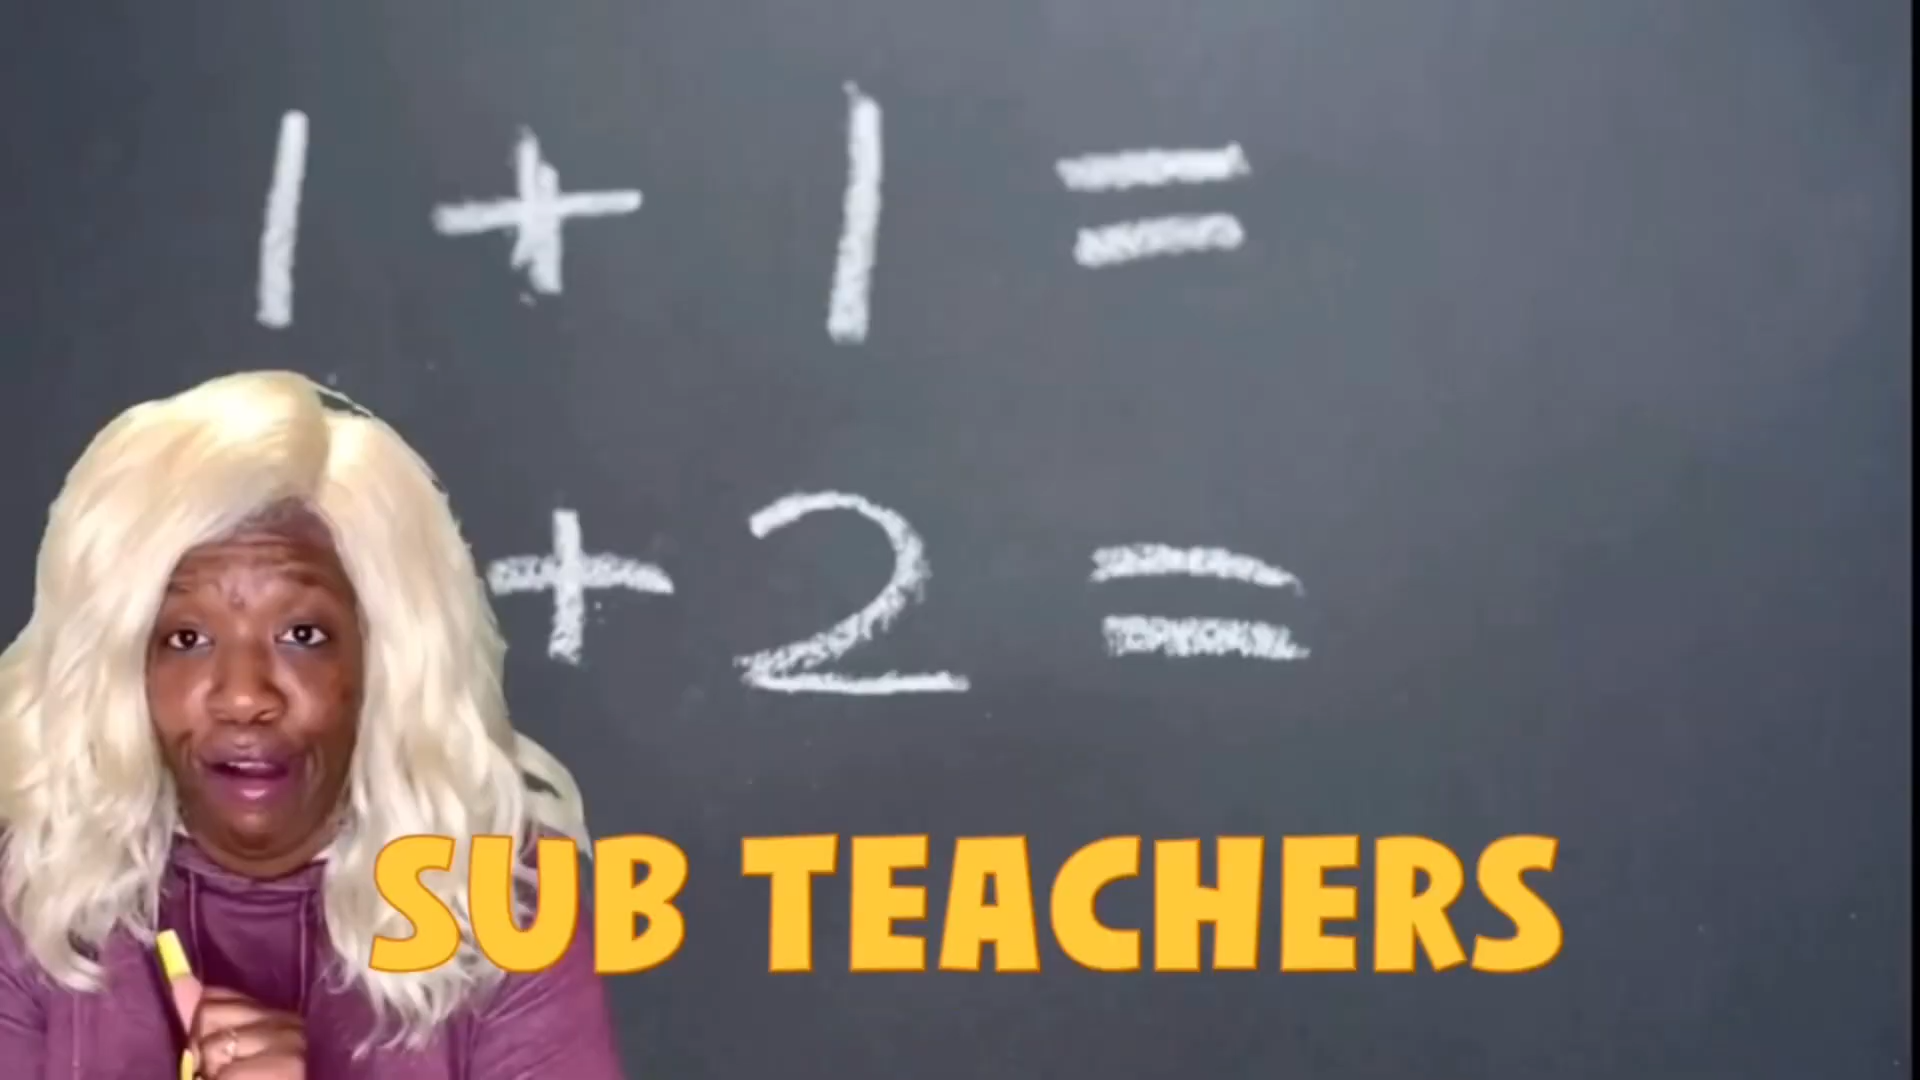 1 + 1 =
+ 2 =
SUB TEACHERS